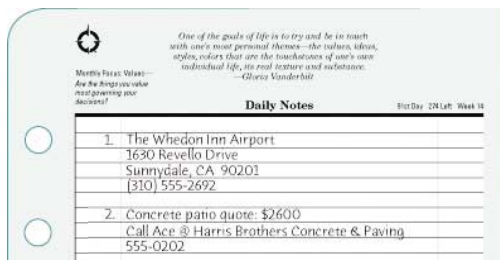 One of the goals of life is to try and be in touch
with one's most personal themes—the values, ideas,
styles, colors that are the touchstones of one's own
individual life, its real texture and substance.
—Gloria Vanderbilt
Monthly Focus: Values—
Are the things you value
most governing your
decisions?
Daily Notes
91st Day 274 Left Week 14
1. The Whedon Inn Airport
1630 Revello Drive
Sunnydale, CA 90201
(310) 555-2692
2. Concrete patio quote: $2600
Call Ace @ Harris Brothers Concrete & Paving
555-0202